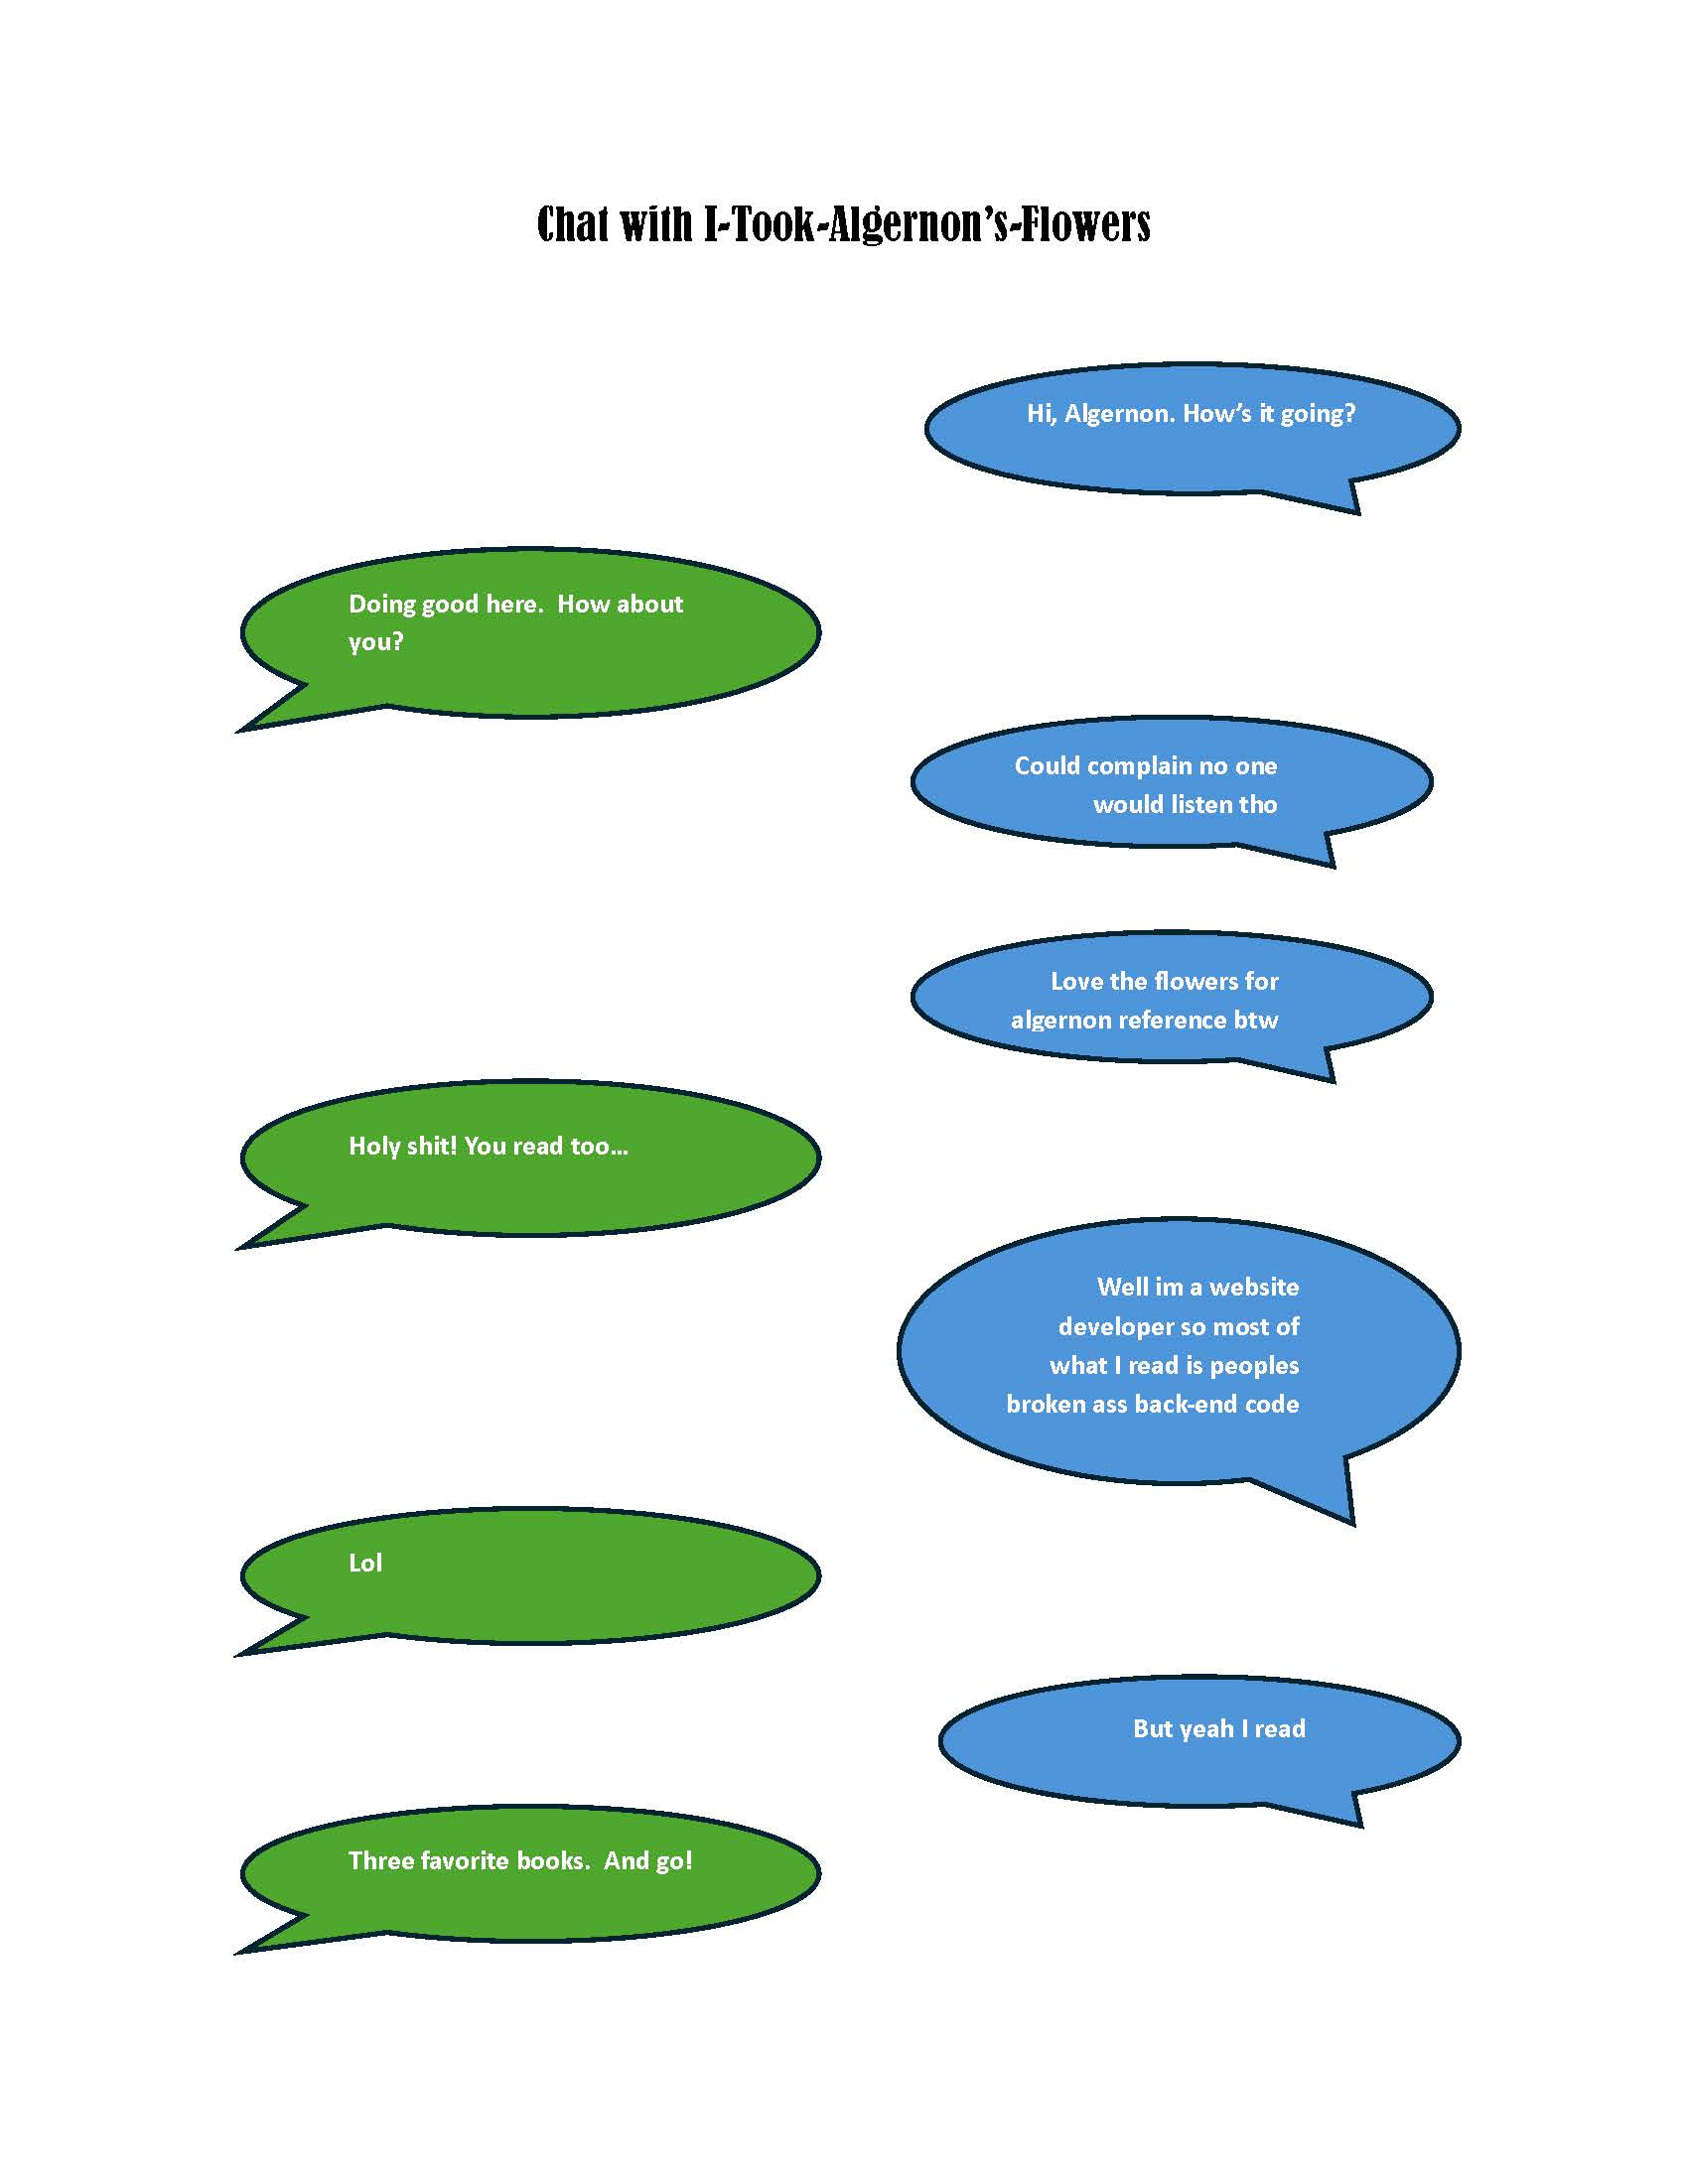 Chat with I-Took-Algernon’s-Flowers
Hi, Algernon. How’s it going?
Doing good here.  How about
you?
Could complain no one
would listen tho
Love the flowers for
algernon reference btw
Holy shit! You read too...
Well im a website
developer so most of
what I read is peoples
broken ass back-end code
Lol
But yeah I read
Three favorite books.  And go!